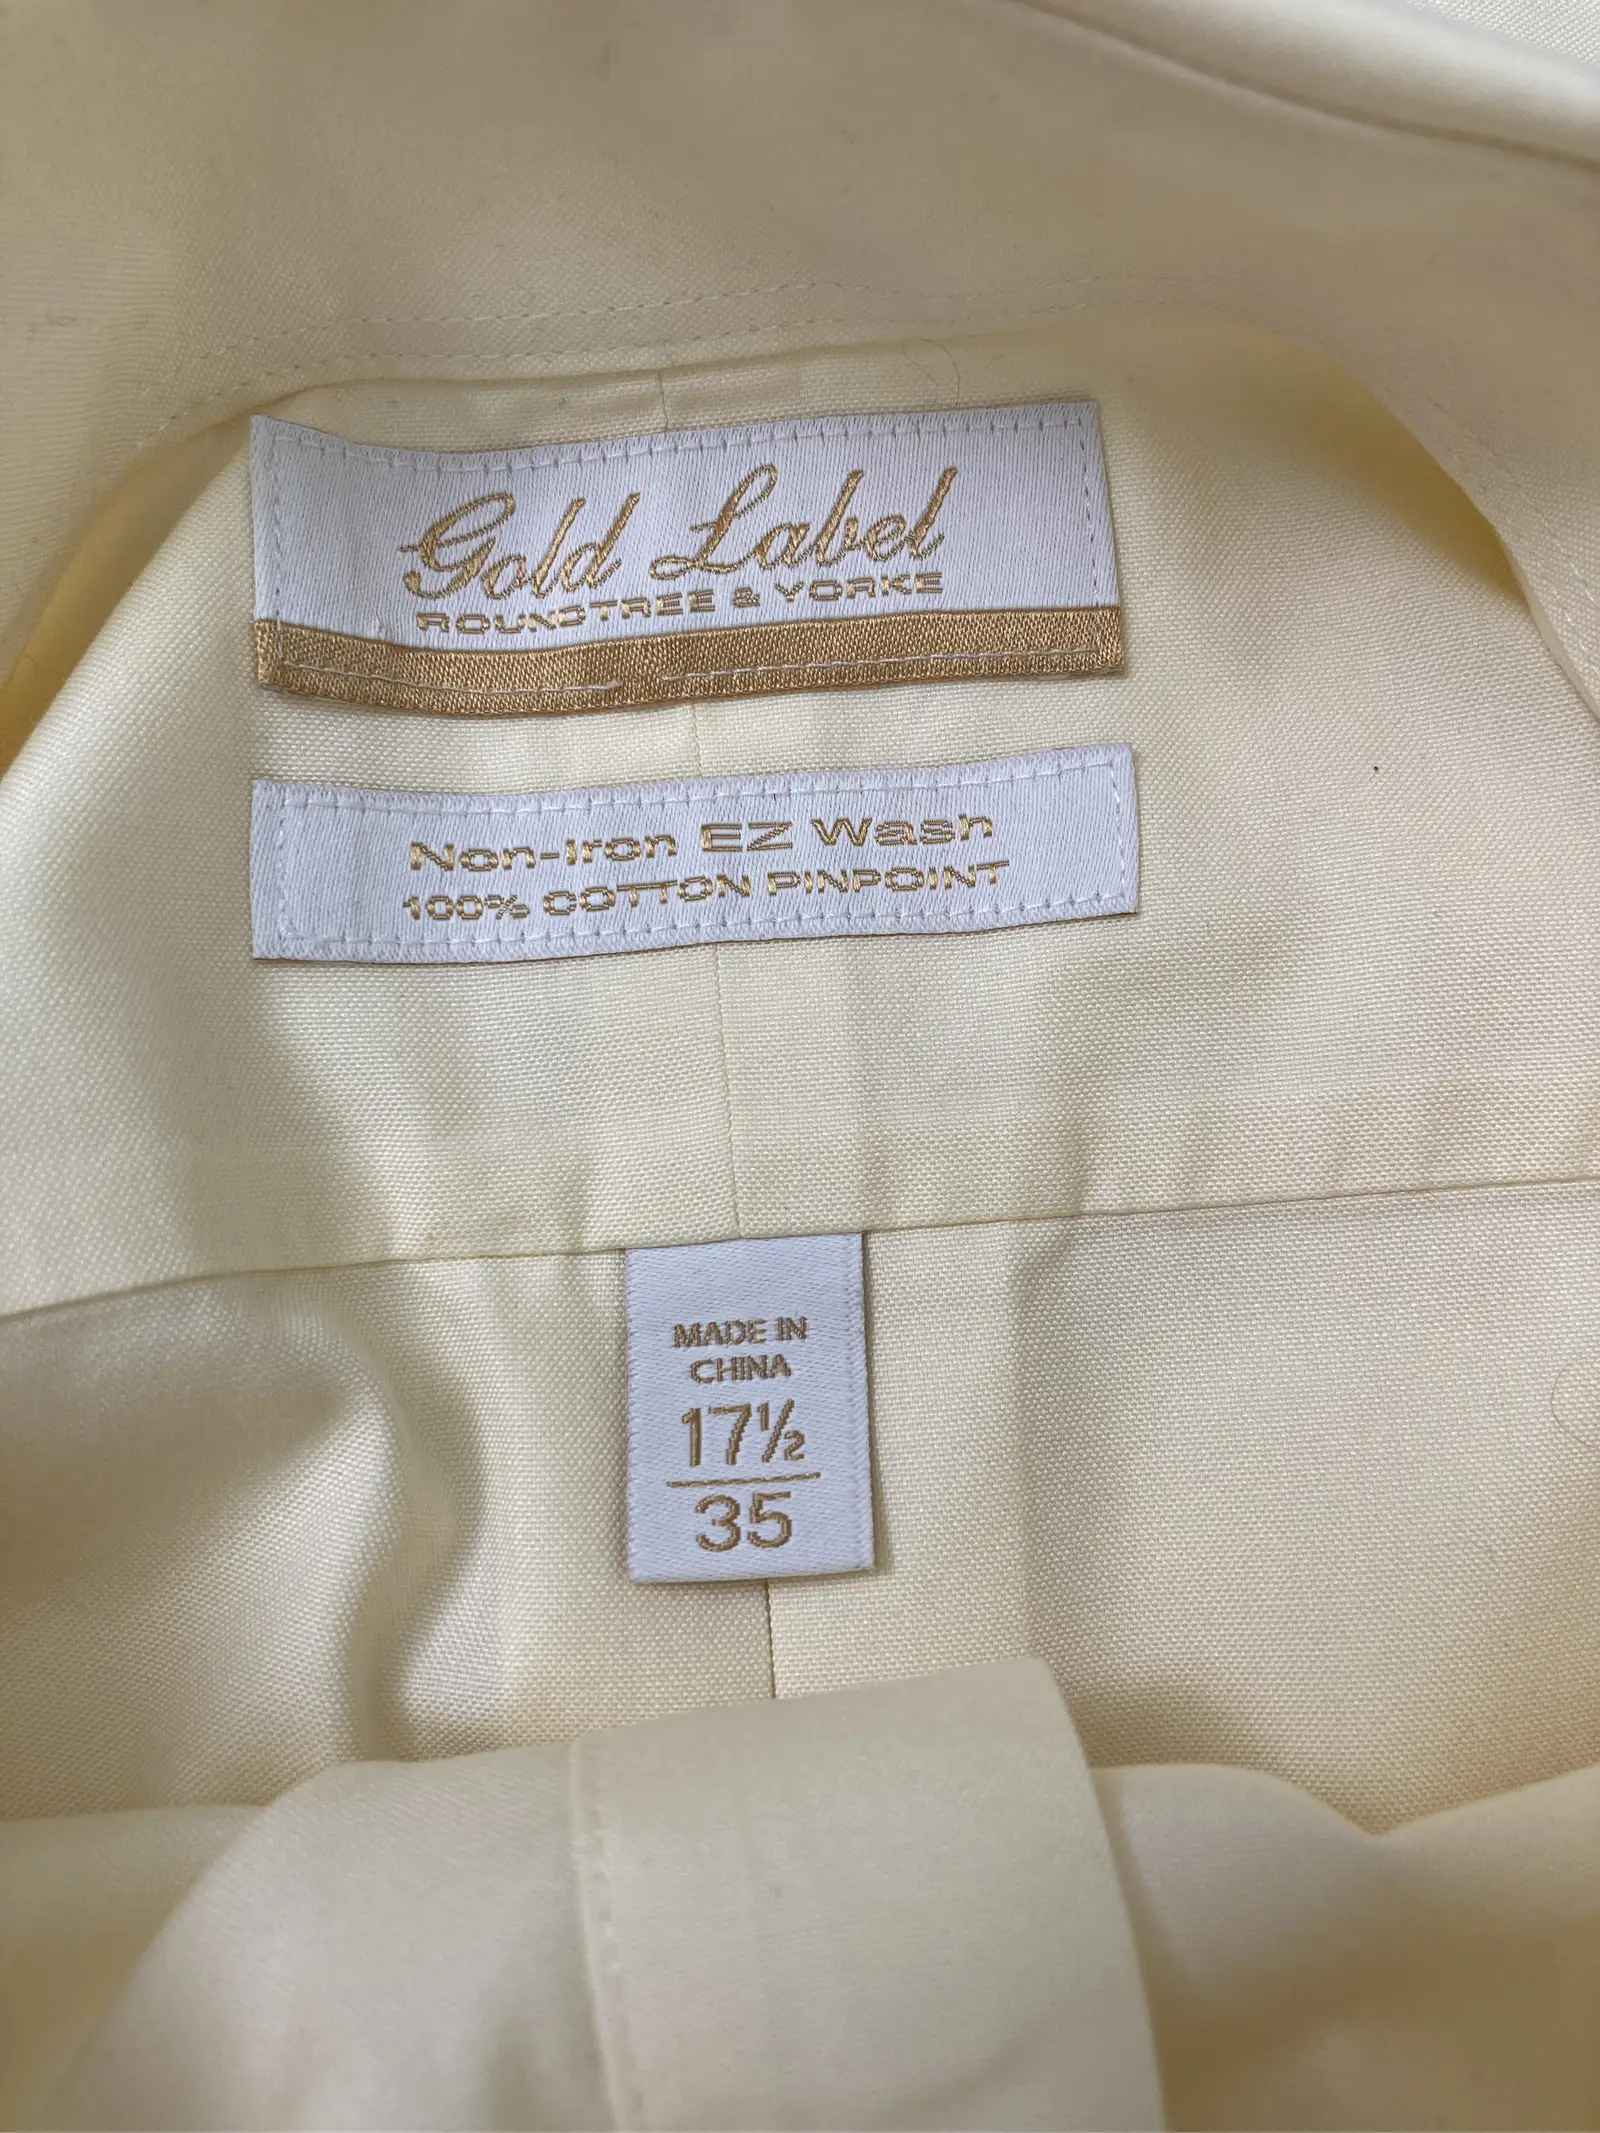 Gold Label
ROUNDTREE & YORKE
Non-Iron EZ Wash
100% COTTON PINPOINT
MADE IN
CHINA
17½
35